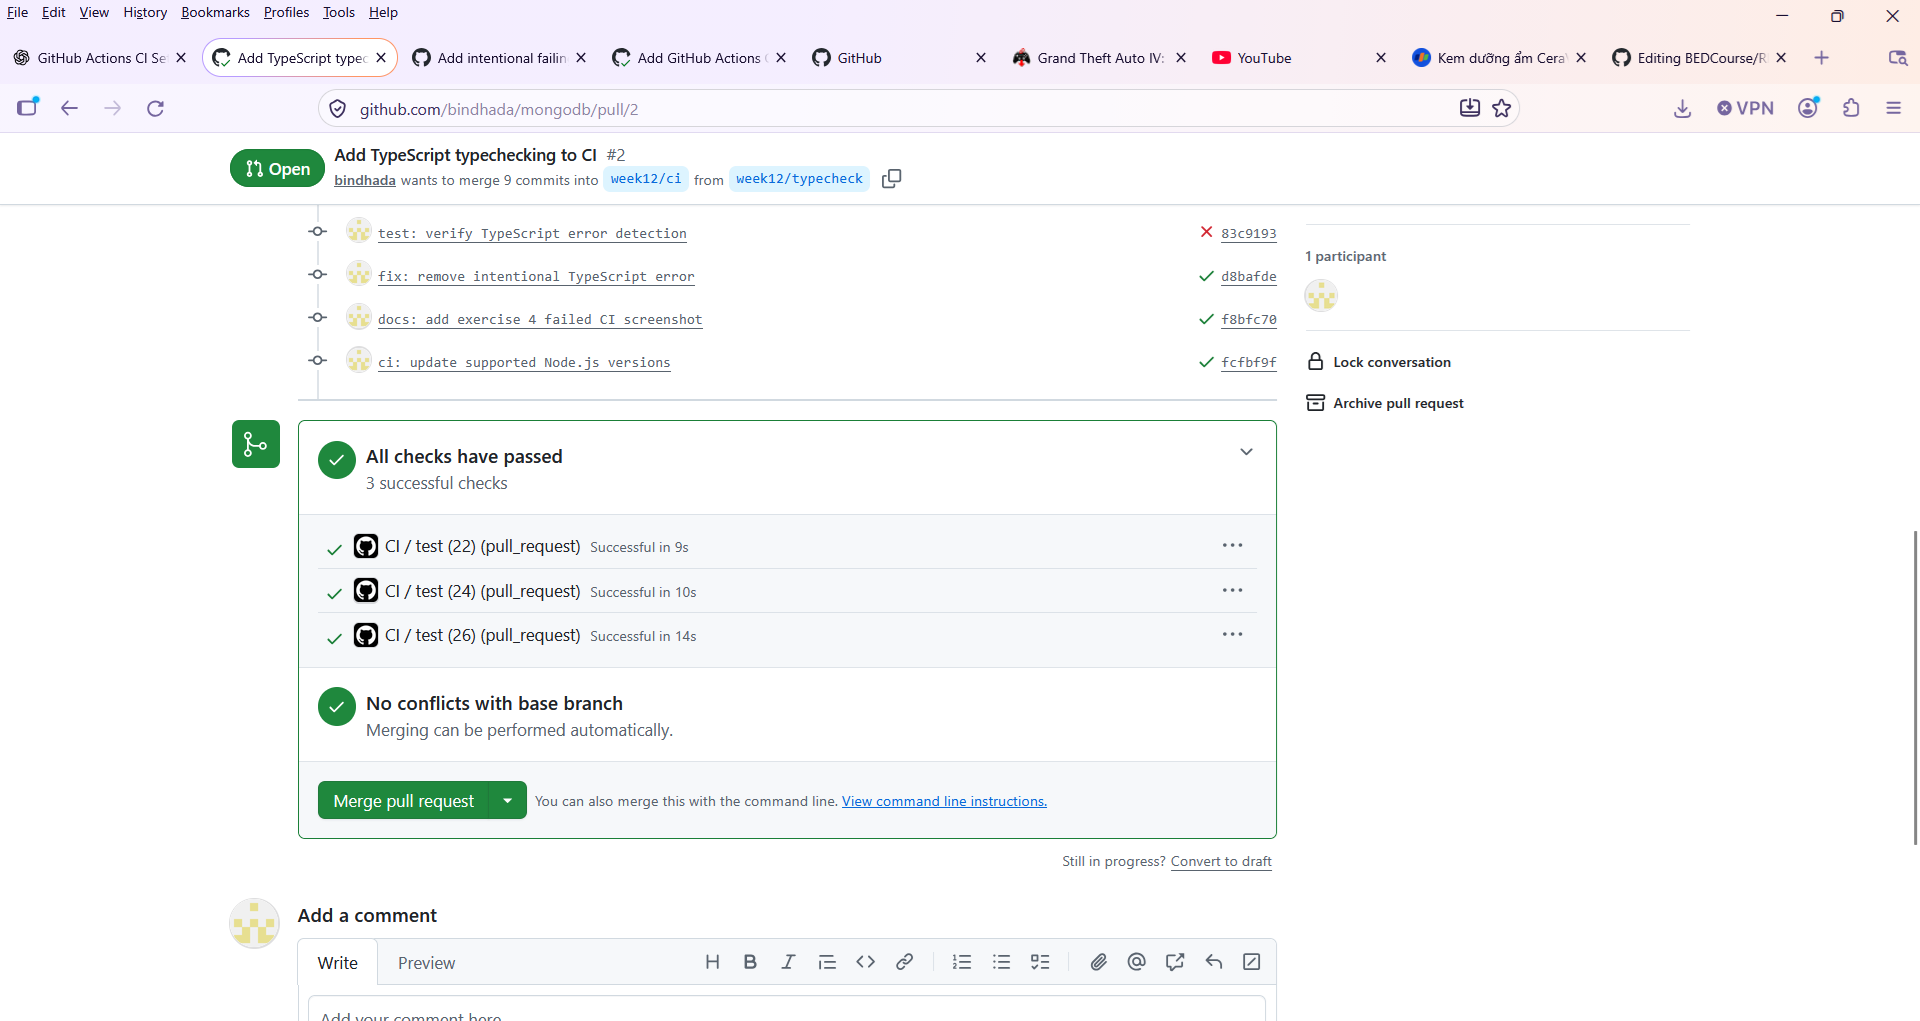 File Edit View History Bookmarks Profiles Tools Help
GitHub Actions CI Se
Add TypeScript typec
Add intentional failin
Add GitHub Actions
GitHub
Grand Theft Auto IV:
YouTube
Kem dưỡng ẩm Cera
Editing BEDCourse/R
github.com/bindhada/mongodb/pull/2
VPN
Open
Add TypeScript typechecking to CI #2
bindhada wants to merge 9 commits into week12/ci from week12/typecheck
test: verify TypeScript error detection 83c9193
fix: remove intentional TypeScript error d8bafde
docs: add exercise 4 failed CI screenshot f8bfc70
ci: update supported Node.js versions fcfbf9f
1 participant
Lock conversation
Archive pull request
All checks have passed
3 successful checks
CI / test (22) (pull_request) Successful in 9s
CI / test (24) (pull_request) Successful in 10s
CI / test (26) (pull_request) Successful in 14s
No conflicts with base branch
Merging can be performed automatically.
Merge pull request
You can also merge this with the command line. View command line instructions.
Still in progress? Convert to draft
Add a comment
Write Preview
Add your comment here